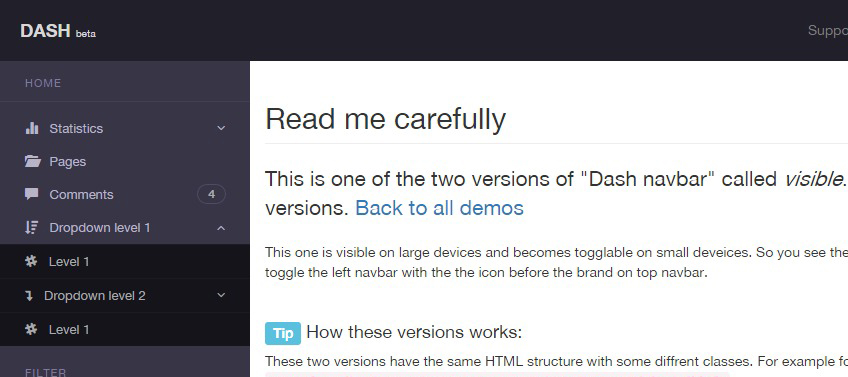 DASH beta
HOME
Statistics
Pages
Comments 4
Dropdown level 1
Level 1
Dropdown level 2
Level 1
FILTER
Read me carefully
This is one of the two versions of "Dash navbar" called visible.
versions. Back to all demos
This one is visible on large devices and becomes togglable on small deveices. So you see the
toggle the left navbar with the the icon before the brand on top navbar.
Tip How these versions works:
These two versions have the same HTML structure with some diffrent classes. For example